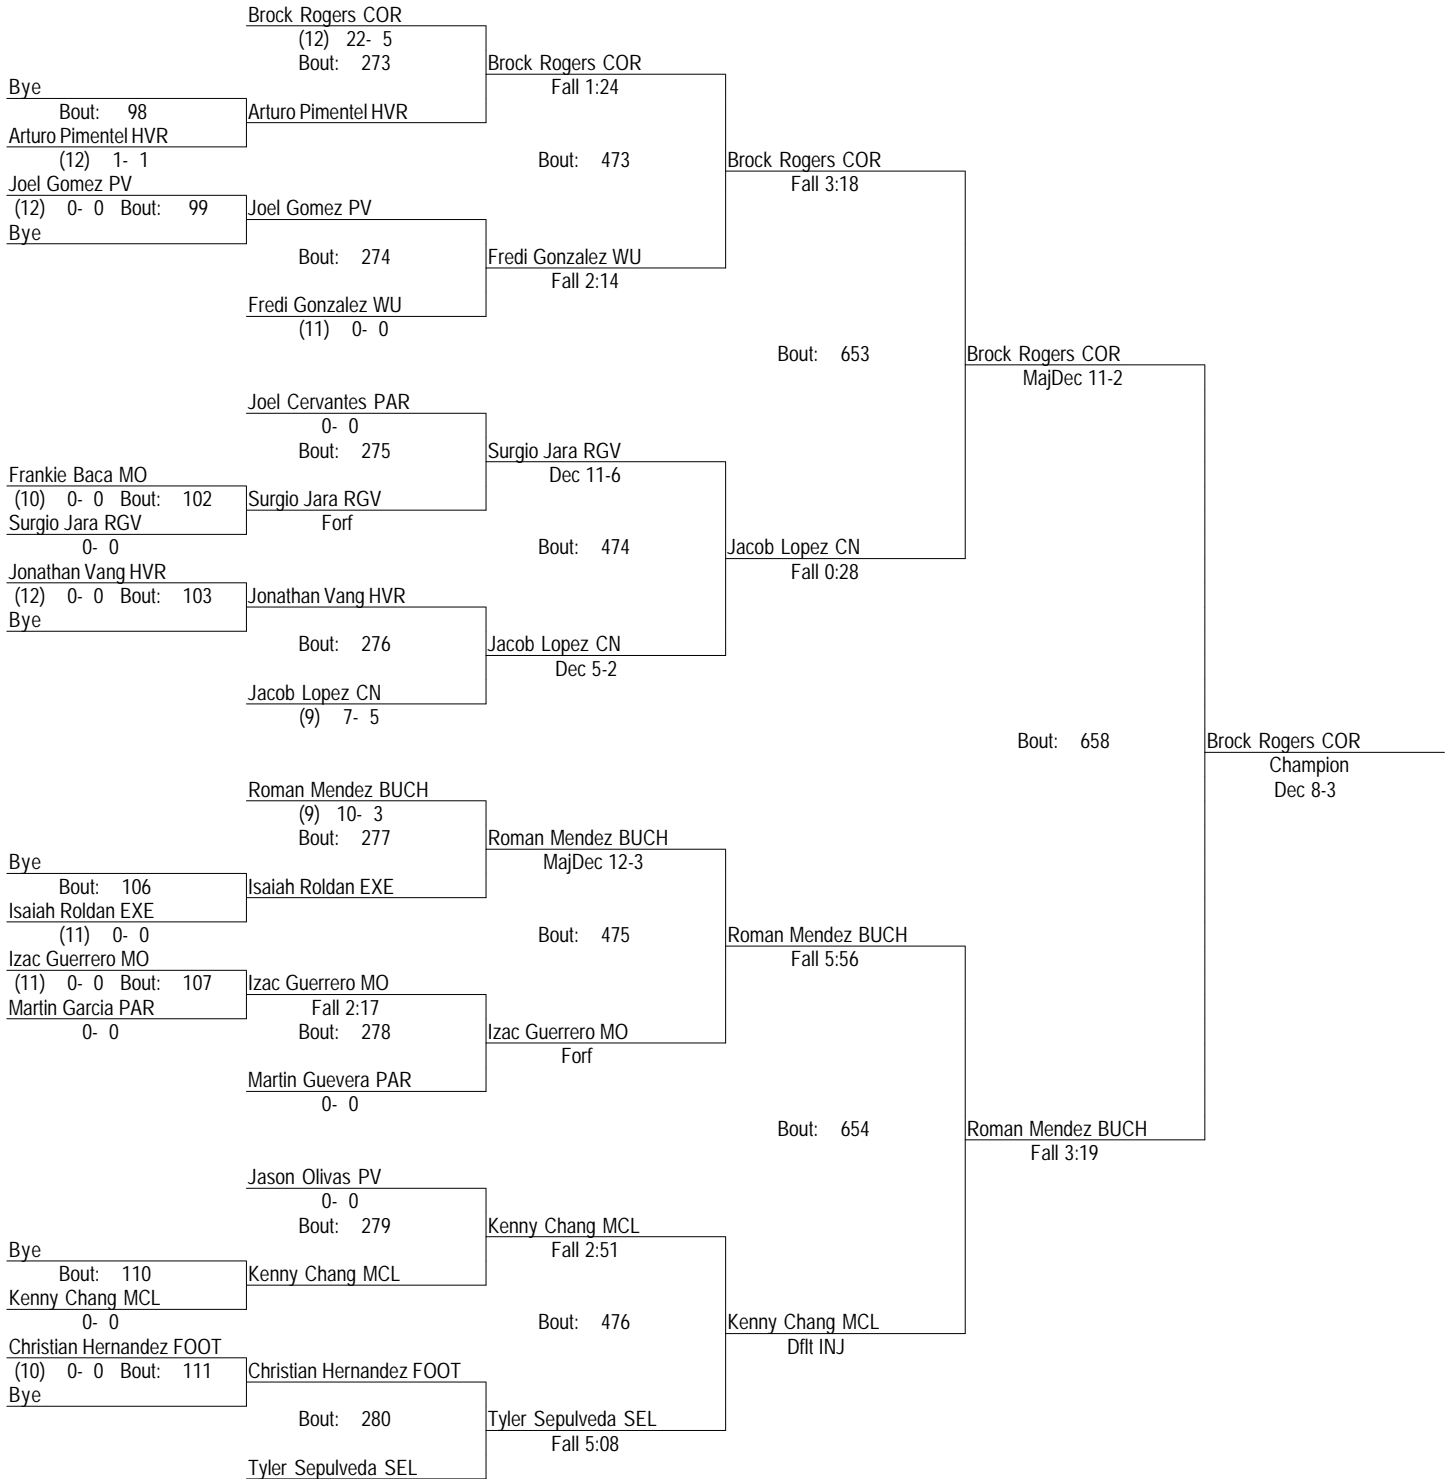 Brock Rogers COR
(12) 22- 5
Bout: 273
Brock Rogers COR
Fall 1:24
Bye
Bout: 98
Arturo Pimentel HVR
Arturo Pimentel HVR
(12) 1- 1
Bout: 473
Brock Rogers COR
Fall 3:18
Joel Gomez PV
(12) 0- 0 Bout: 99
Joel Gomez PV
Bye
Bout: 274
Fredi Gonzalez WU
Fall 2:14
Fredi Gonzalez WU
(11) 0- 0
Bout: 653
Brock Rogers COR
MajDec 11-2
Joel Cervantes PAR
0- 0
Bout: 275
Surgio Jara RGV
Dec 11-6
Frankie Baca MO
(10) 0- 0 Bout: 102
Surgio Jara RGV
Forf
Surgio Jara RGV
0- 0
Bout: 474
Jacob Lopez CN
Fall 0:28
Jonathan Vang HVR
(12) 0- 0 Bout: 103
Jonathan Vang HVR
Bye
Bout: 276
Jacob Lopez CN
Dec 5-2
Jacob Lopez CN
(9) 7- 5
Bout: 658
Brock Rogers COR
Champion
Dec 8-3
Roman Mendez BUCH
(9) 10- 3
Bout: 277
Roman Mendez BUCH
MajDec 12-3
Bye
Bout: 106
Isaiah Roldan EXE
Isaiah Roldan EXE
(11) 0- 0
Bout: 475
Roman Mendez BUCH
Fall 5:56
Izac Guerrero MO
(11) 0- 0 Bout: 107
Izac Guerrero MO
Fall 2:17
Martin Garcia PAR
0- 0
Bout: 278
Izac Guerrero MO
Forf
Martin Guevera PAR
0- 0
Bout: 654
Roman Mendez BUCH
Fall 3:19
Jason Olivas PV
0- 0
Bout: 279
Kenny Chang MCL
Fall 2:51
Bye
Bout: 110
Kenny Chang MCL
Kenny Chang MCL
0- 0
Bout: 476
Kenny Chang MCL
Dflt INJ
Christian Hernandez FOOT
(10) 0- 0 Bout: 111
Christian Hernandez FOOT
Bye
Bout: 280
Tyler Sepulveda SEL
Fall 5:08
Tyler Sepulveda SEL